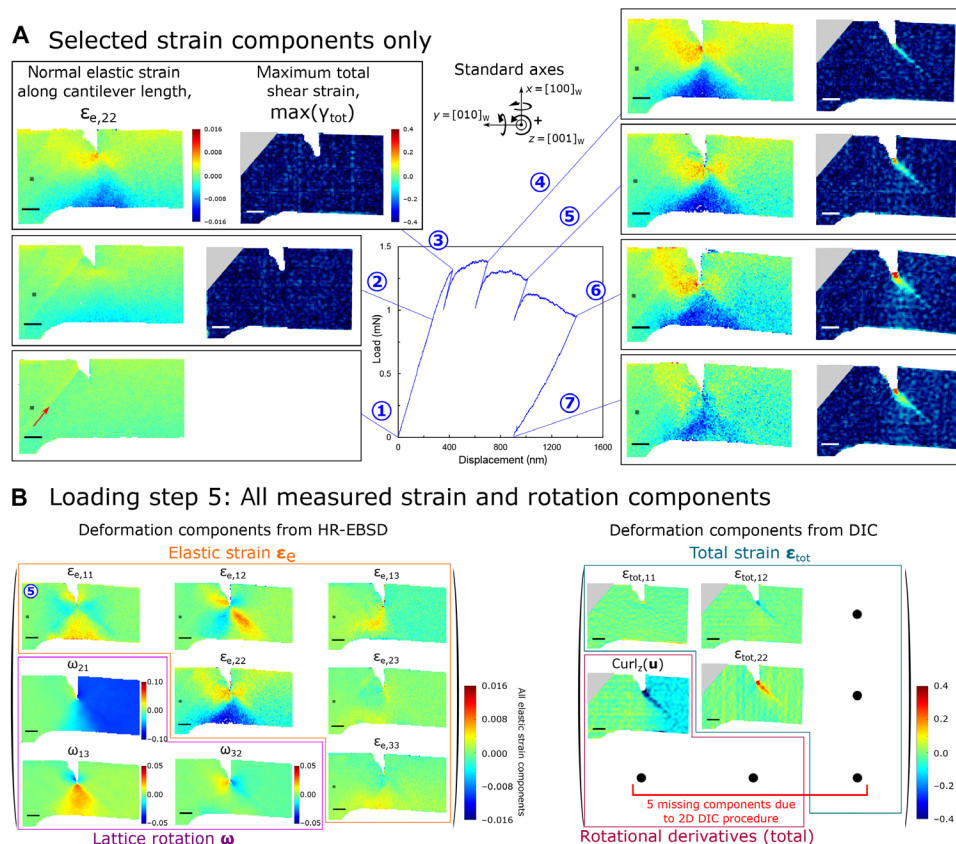 A Selected strain components only
Normal elastic strain
along cantilever length,
εe,22
Maximum total
shear strain,
max(γtot)
0.016
0.008
0.000
−0.008
−0.016
0.4
0.2
0.0
−0.2
−0.4
Standard axes
x=[100]W
y=[010]W
+
z=[001]W
①
②
③
④
⑤
⑥
⑦
Load (mN)
1.5
1
0.5
0
0
400
800
1200
1600
Displacement (nm)
B Loading step 5: All measured strain and rotation components
Deformation components from HR-EBSD
Elastic strain εe
εe,11
εe,12
εe,13
⑤
ω21
0.10
0.05
0.00
−0.05
−0.10
εe,22
εe,23
ω13
0.05
0.00
−0.05
ω32
0.05
0.00
−0.05
εe,33
Lattice rotation ω
0.016
0.008
0.000
−0.008
−0.016
All elastic strain components
Deformation components from DIC
Total strain εtot
εtot,11
εtot,12
Curlz(u)
εtot,22
5 missing components due
to 2D DIC procedure
Rotational derivatives (total)
0.4
0.2
0.0
−0.2
−0.4